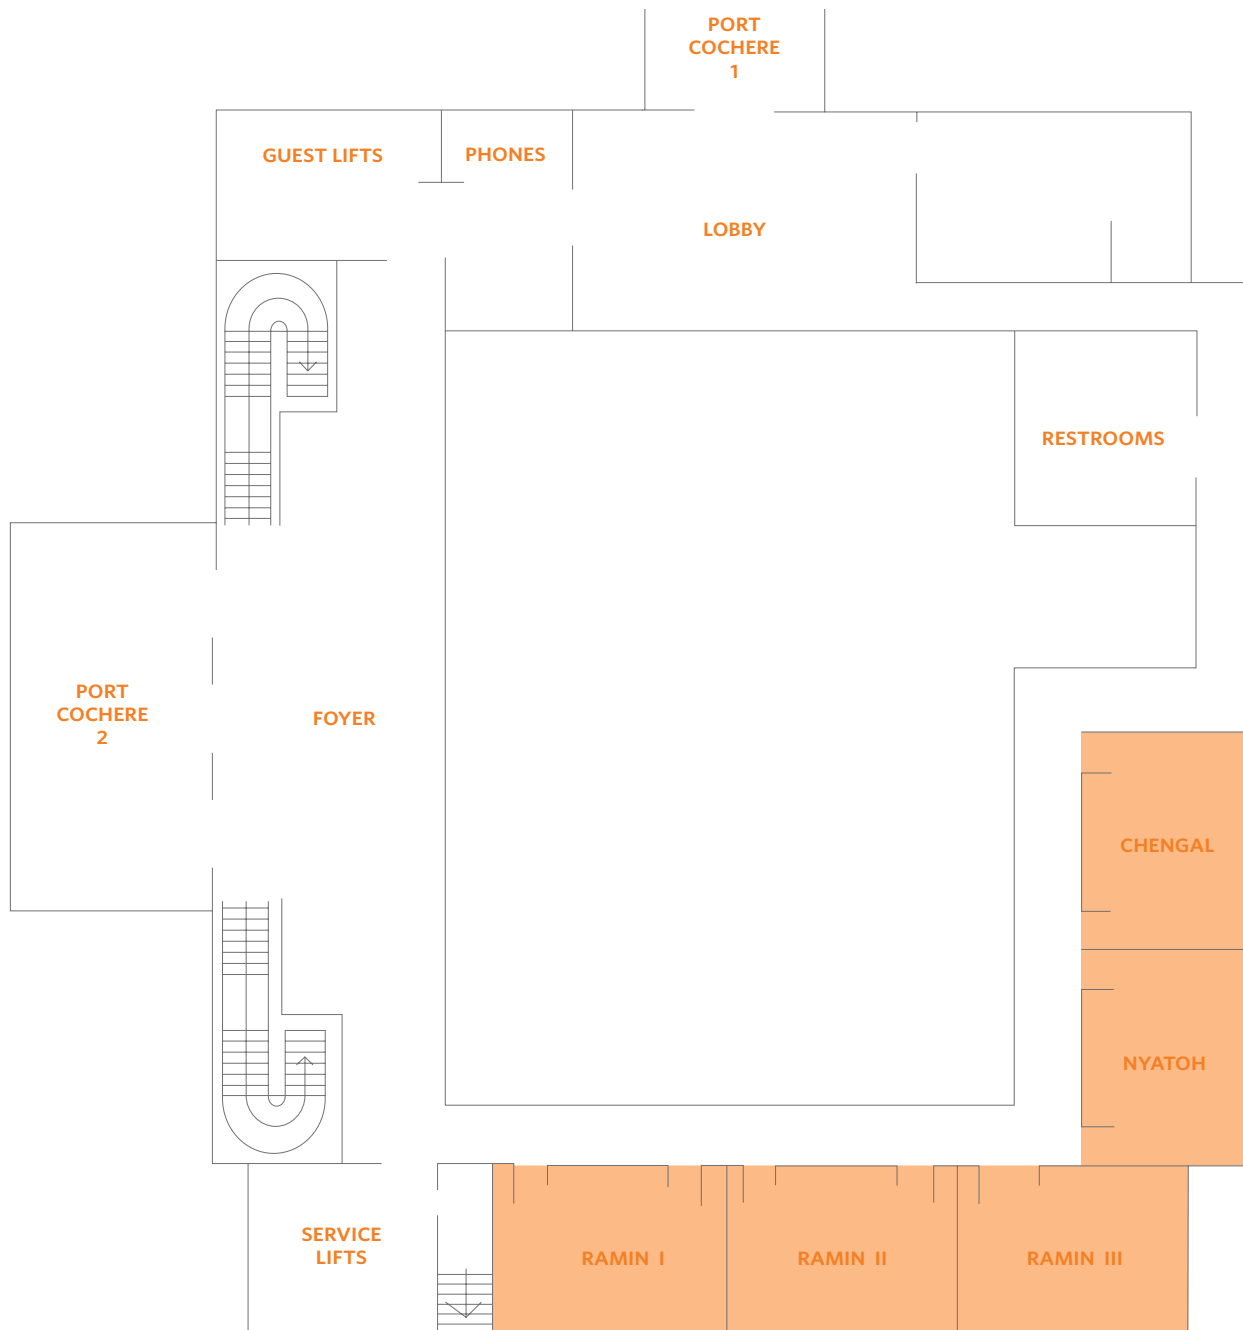 PORT
COCHERE
1
GUEST LIFTS
PHONES
LOBBY
RESTROOMS
PORT
COCHERE
2
FOYER
CHENGAL
NYATOH
SERVICE
LIFTS
RAMIN I
RAMIN II
RAMIN III